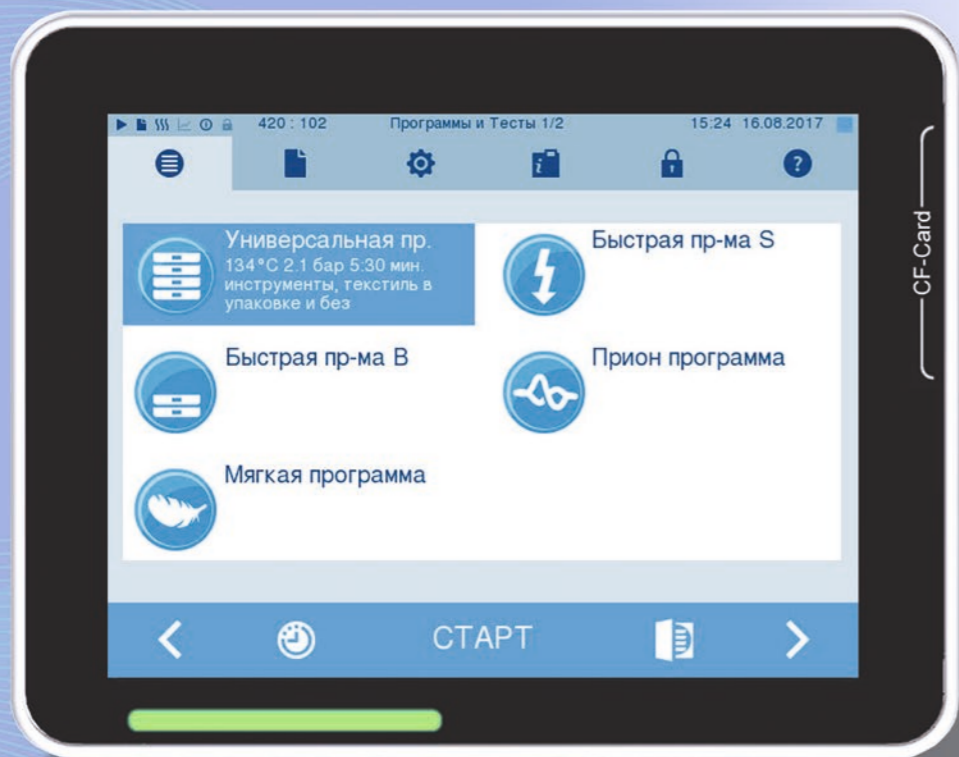 420 : 102 Программы и Тесты 1/2 15:24 16.08.2017
Универсальная пр.
134°C 2.1 бар 5:30 мин.
инструменты, текстиль в
упаковке и без
Быстрая пр-ма S
Быстрая пр-ма B
Прион программа
Мягкая программа
СТАРТ
CF-Card